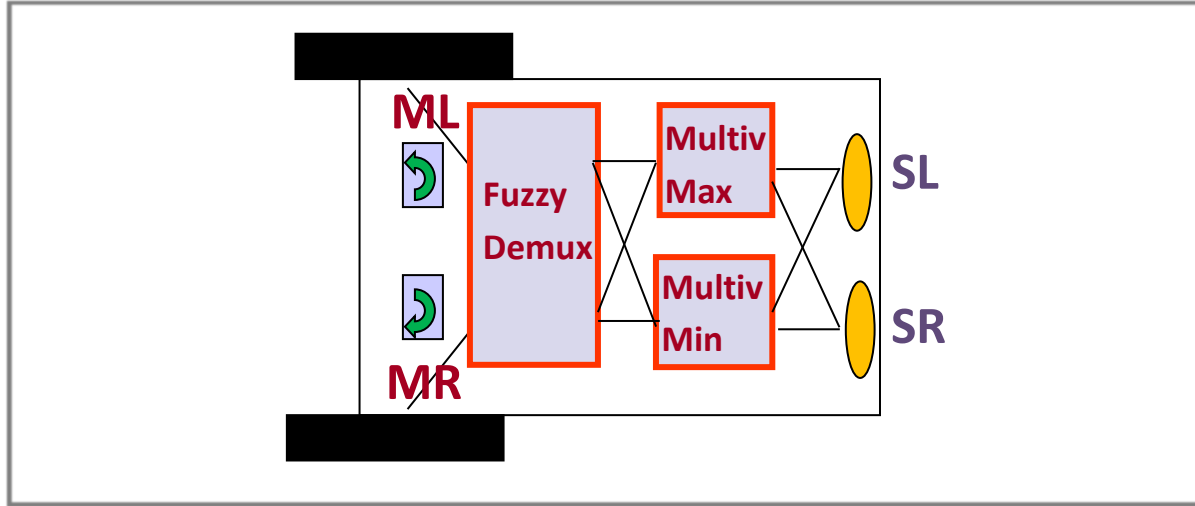 ML
Fuzzy
Demux
MR
Multiv
Max
Multiv
Min
SL
SR